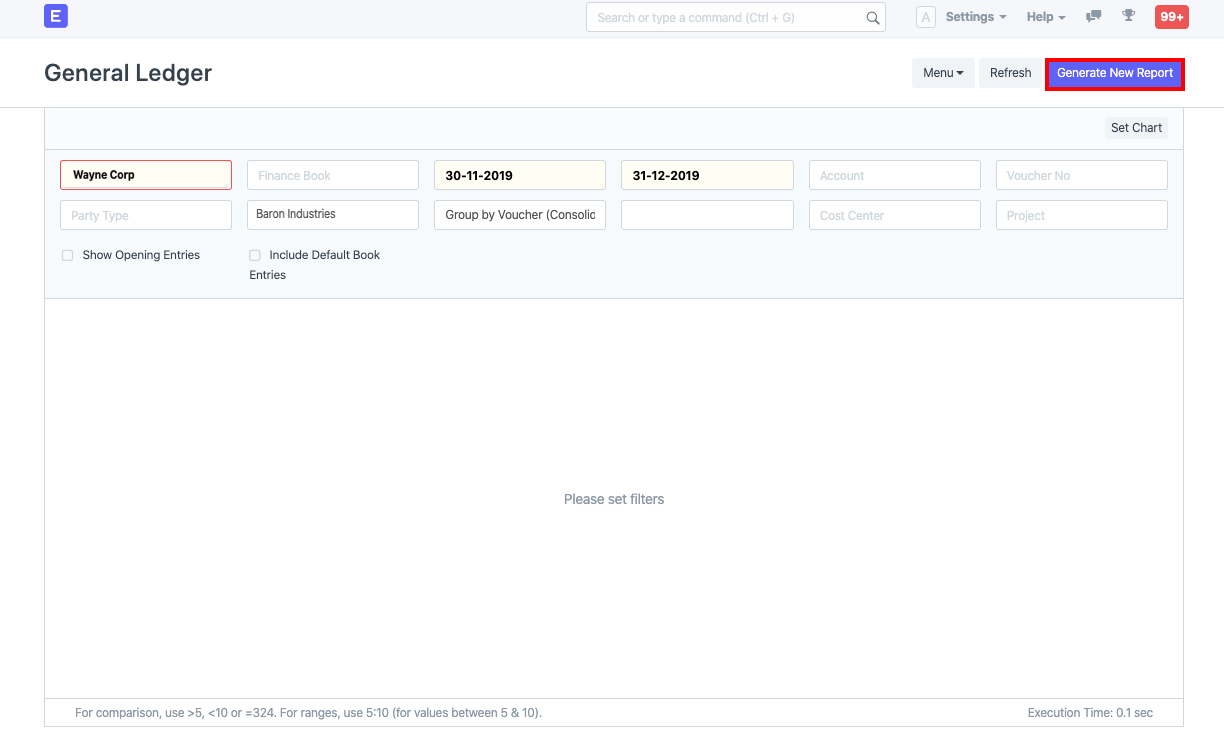 E
Search or type a command (Ctrl + G)
A
Settings
Help
99+
General Ledger
Menu
Refresh
Generate New Report
Set Chart
Wayne Corp
Finance Book
30-11-2019
31-12-2019
Account
Voucher No
Party Type
Baron Industries
Group by Voucher (Consolid
Cost Center
Project
Show Opening Entries
Include Default Book
Entries
Please set filters
For comparison, use >5, <10 or =324. For ranges, use 5:10 (for values between 5 & 10).
Execution Time: 0.1 sec